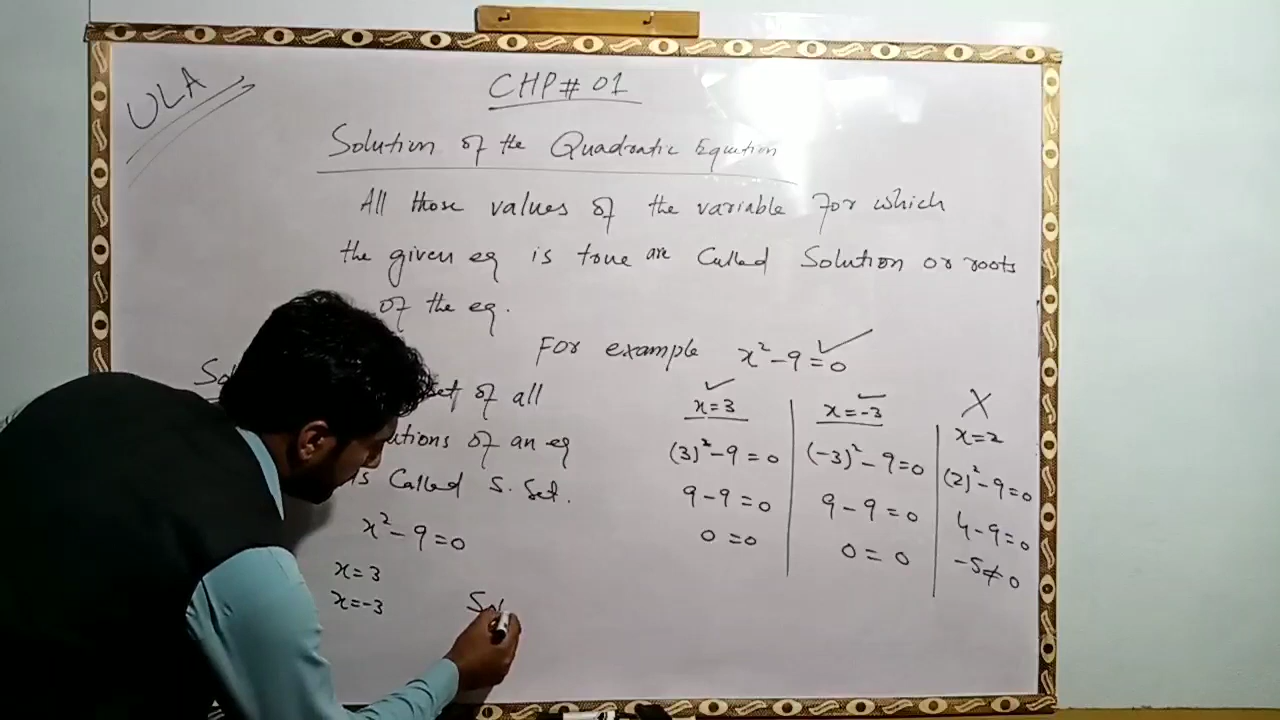 ULA
CHP# 01
Solution of the Quadratic Equation
All those values of the variable for which
the given eq is true are Called Solution or roots
of the eq.
For example x²-9=0
set of all
of an eq
is Called S. Set.
x²-9=0
x=3
x=-3
x=3
(3)²-9=0
9-9=0
0=0
x=-3
(-3)²-9=0
9-9=0
0=0
X
x=2
(2)²-9=0
4-9=0
-5≠0